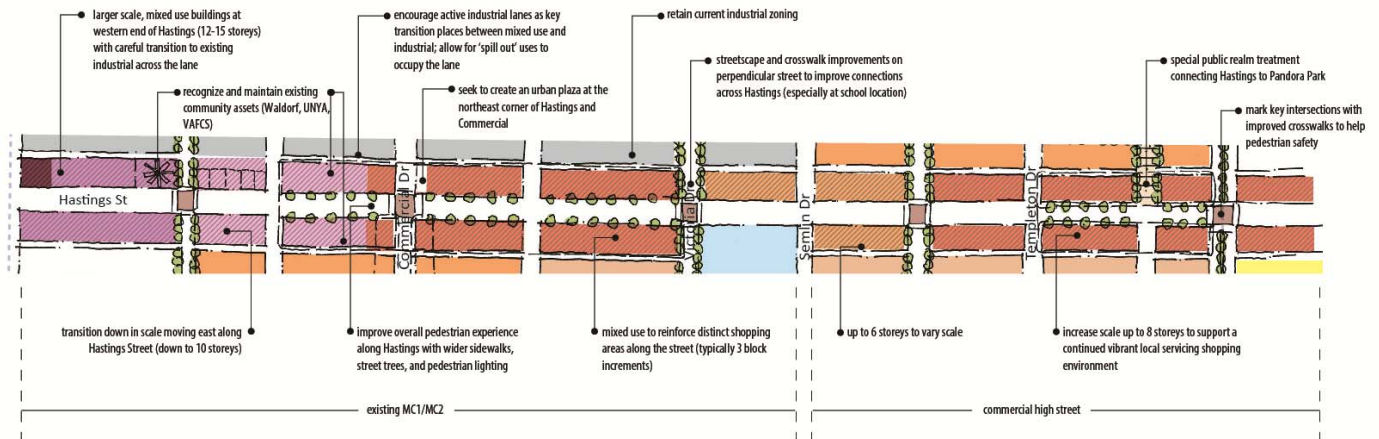 larger scale, mixed use buildings at
western end of Hastings (12-15 storeys)
with careful transition to existing
industrial across the lane
encourage active industrial lanes as key
transition places between mixed use and
industrial; allow for ‘spill out’ uses to
occupy the lane
retain current industrial zoning
streetscape and crosswalk improvements on
perpendicular street to improve connections
across Hastings (especially at school location)
special public realm treatment
connecting Hastings to Pandora Park
recognize and maintain existing
community assets (Waldorf, UNYA,
VAFCS)
seek to create an urban plaza at the
northeast corner of Hastings and
Commercial
mark key intersections with
improved crosswalks to help
pedestrian safety
Hastings St
Commercial Dr
Victoria Dr
Semlin Dr
Templeton Dr
transition down in scale moving east along
Hastings Street (down to 10 storeys)
improve overall pedestrian experience
along Hastings with wider sidewalks,
street trees, and pedestrian lighting
mixed use to reinforce distinct shopping
areas along the street (typically 3 block
increments)
up to 6 storeys to vary scale
increase scale up to 8 storeys to support a
continued vibrant local servicing shopping
environment
existing MC1/MC2
commercial high street